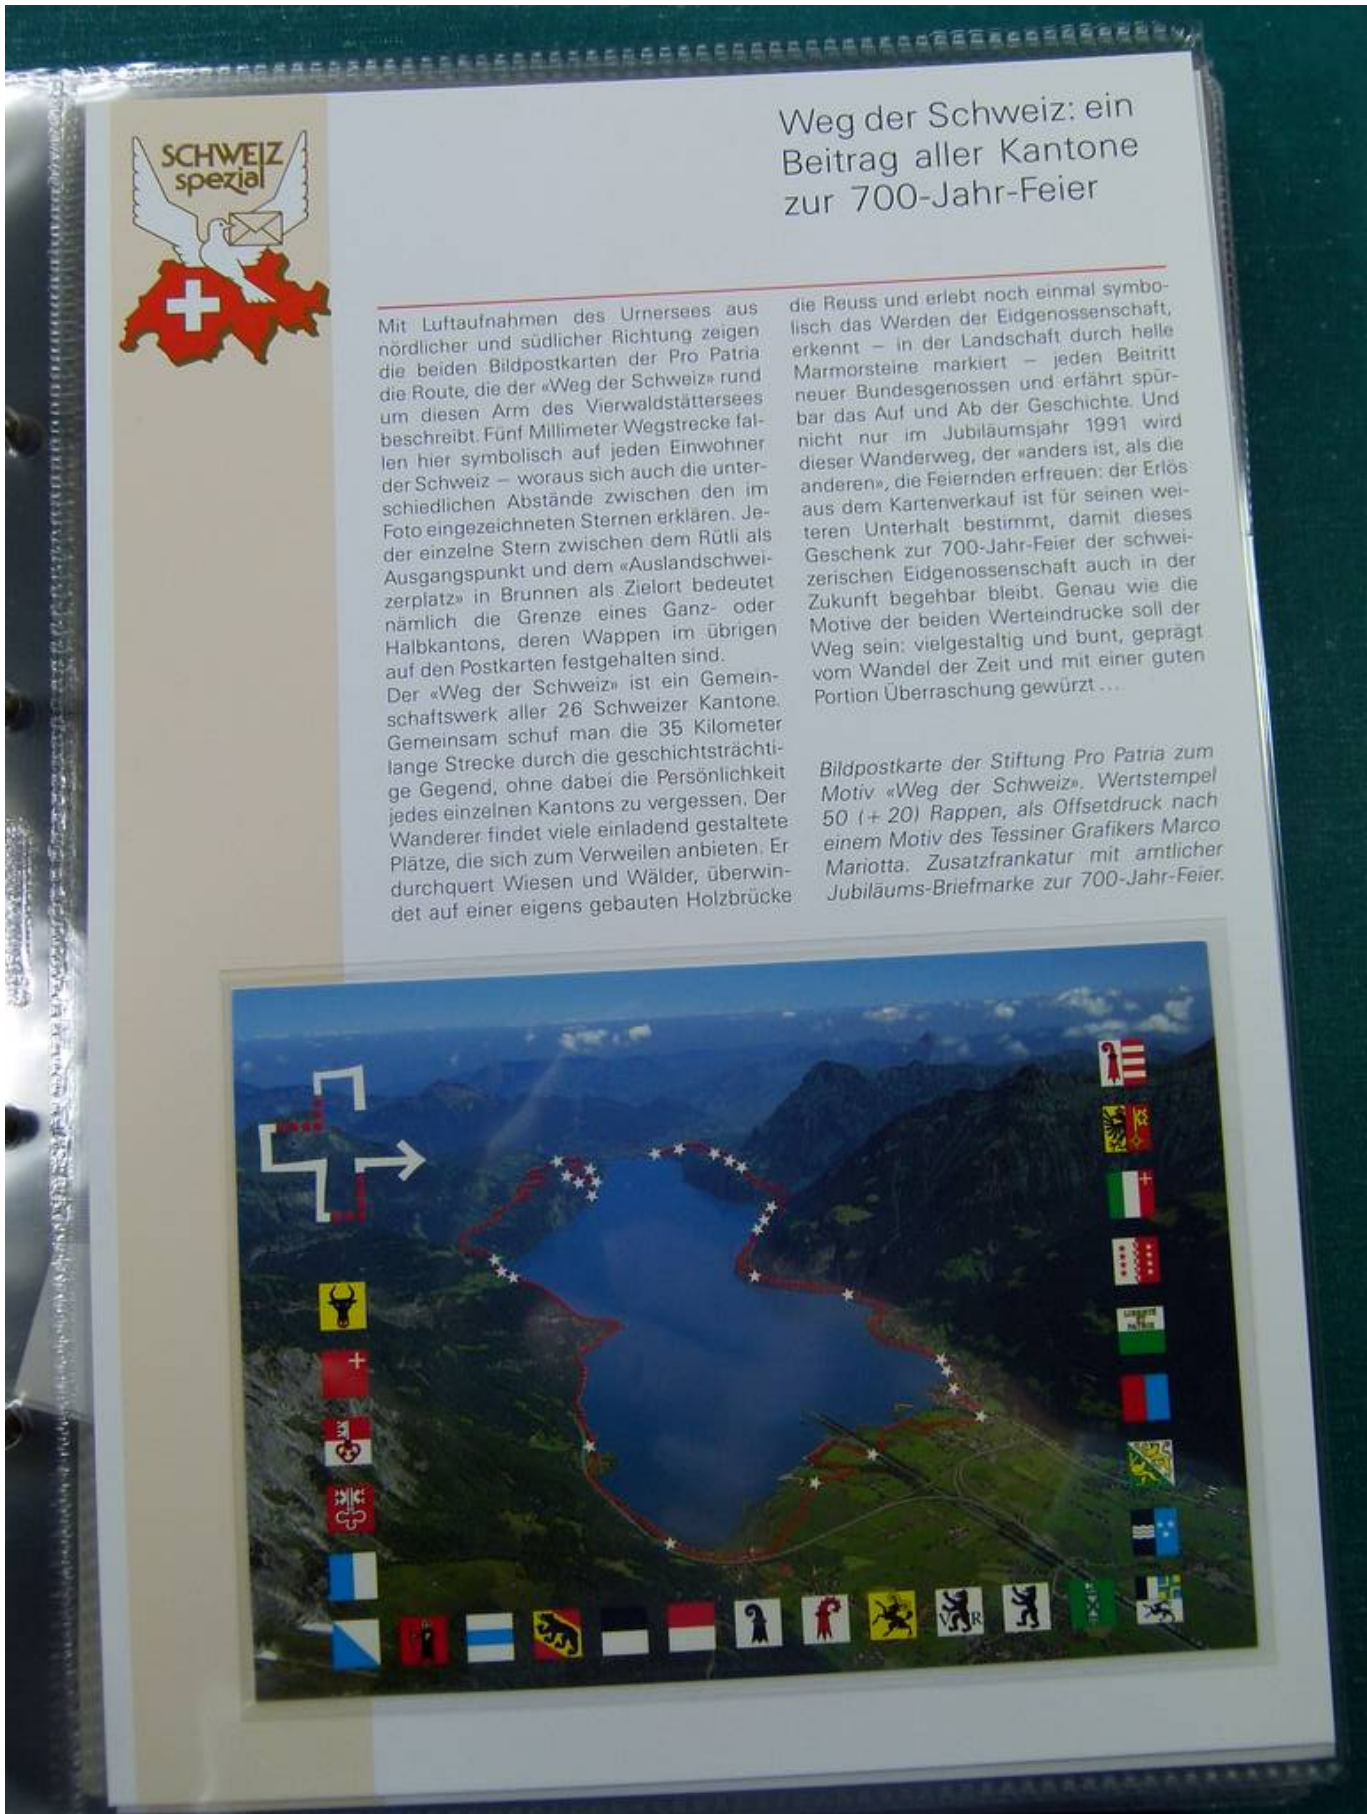 SCHWEIZ
spezial
Weg der Schweiz: ein
Beitrag aller Kantone
zur 700-Jahr-Feier
Mit Luftaufnahmen des Urnersees aus
nördlicher und südlicher Richtung zeigen
die beiden Bildpostkarten der Pro Patria
die Route, die der «Weg der Schweiz» rund
um diesen Arm des Vierwaldstättersees
beschreibt. Fünf Millimeter Wegstrecke fal-
len hier symbolisch auf jeden Einwohner
der Schweiz – woraus sich auch die unter-
schiedlichen Abstände zwischen den im
Foto eingezeichneten Sternen erklären. Je-
der einzelne Stern zwischen dem Rütli als
Ausgangspunkt und dem «Auslandschwei-
zerplatz» in Brunnen als Zielort bedeutet
nämlich die Grenze eines Ganz- oder
Halbkantons, deren Wappen im übrigen
auf den Postkarten festgehalten sind.
Der «Weg der Schweiz» ist ein Gemein-
schaftswerk aller 26 Schweizer Kantone.
Gemeinsam schuf man die 35 Kilometer
lange Strecke durch die geschichtsträchti-
ge Gegend, ohne dabei die Persönlichkeit
jedes einzelnen Kantons zu vergessen. Der
Wanderer findet viele einladend gestaltete
Plätze, die sich zum Verweilen anbieten. Er
durchquert Wiesen und Wälder, überwin-
det auf einer eigens gebauten Holzbrücke
die Reuss und erlebt noch einmal symbo-
lisch das Werden der Eidgenossenschaft,
erkennt – in der Landschaft durch helle
Marmorsteine markiert – jeden Beitritt
neuer Bundesgenossen und erfährt spür-
bar das Auf und Ab der Geschichte. Und
nicht nur im Jubiläumsjahr 1991 wird
dieser Wanderweg, der «anders ist, als die
anderen», die Feiernden erfreuen: der Erlös
aus dem Kartenverkauf ist für seinen wei-
teren Unterhalt bestimmt, damit dieses
Geschenk zur 700-Jahr-Feier der schwei-
zerischen Eidgenossenschaft auch in der
Zukunft begehbar bleibt. Genau wie die
Motive der beiden Werteindrucke soll der
Weg sein: vielgestaltig und bunt, geprägt
vom Wandel der Zeit und mit einer guten
Portion Überraschung gewürzt ...
Bildpostkarte der Stiftung Pro Patria zum
Motiv «Weg der Schweiz». Wertstempel
50 (+ 20) Rappen, als Offsetdruck nach
einem Motiv des Tessiner Grafikers Marco
Mariotta. Zusatzfrankatur mit amtlicher
Jubiläums-Briefmarke zur 700-Jahr-Feier.
LIBERTÉ
ET
PATRIE
V R